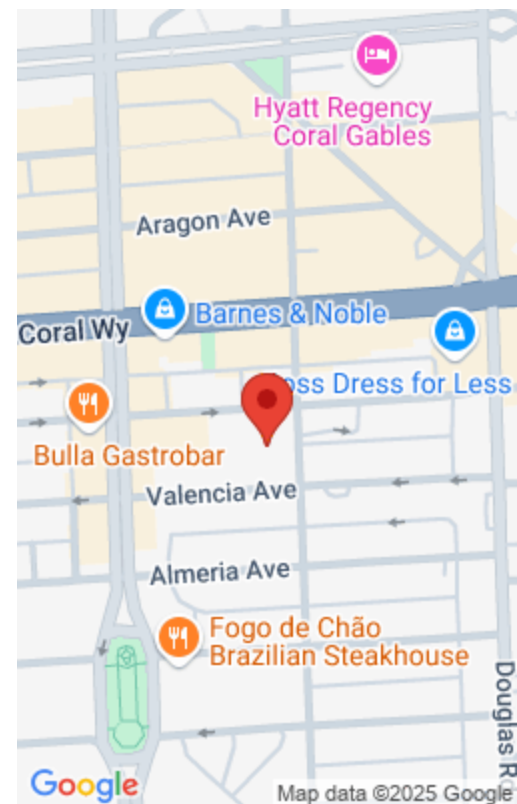 Hyatt Regency
Coral Gables
Aragon Ave
Barnes & Noble
Coral Wy
oss Dress for Less
Bulla Gastrobar
Valencia Ave
Almeria Ave
Fogo de Chão
Brazilian Steakhouse
Douglas Ro
Google
Map data ©2025 Google